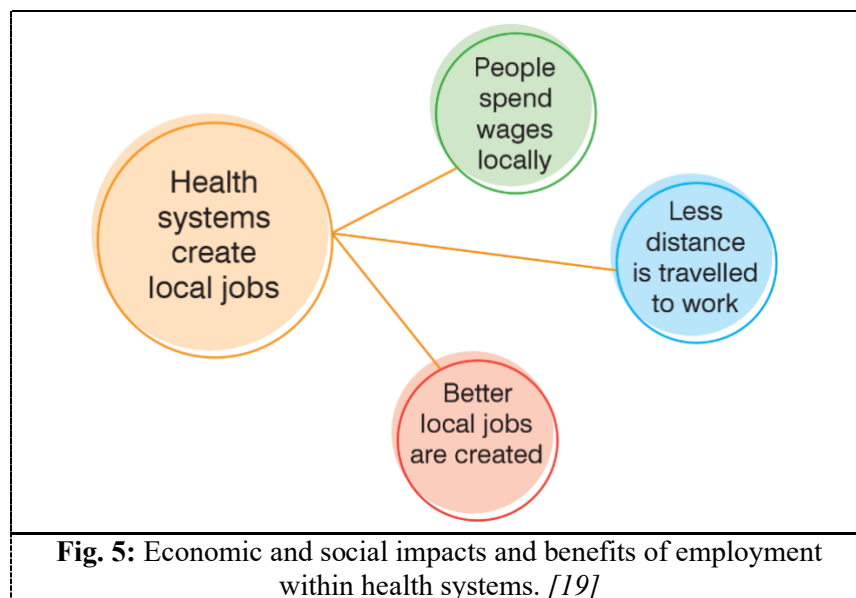 Health
systems
create
local jobs
People
spend
wages
locally
Less
distance
is travelled
to work
Better
local jobs
are created
Fig. 5: Economic and social impacts and benefits of employment
within health systems. [19]